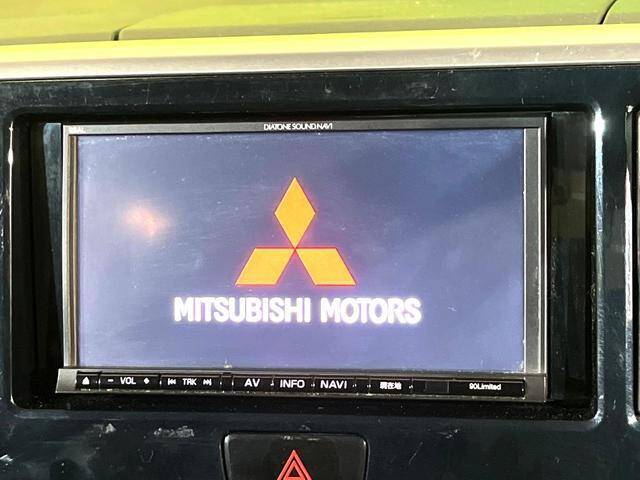 DIATONE SOUND.NAVI
MITSUBISHI MOTORS
VOL TRK AV INFO NAVI 現在地 90Limited